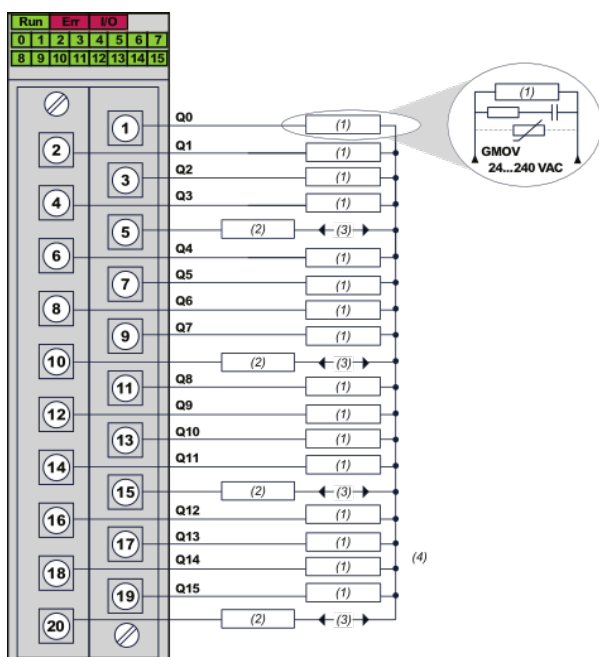 Run Err I/O
0 1 2 3 4 5 6 7
8 9 10 11 12 13 14 15
1 Q0 (1)
2 Q1 (1)
3 Q2 (1)
4 Q3 (1)
5 (2) (3)
6 Q4 (1)
7 Q5 (1)
8 Q6 (1)
9 Q7 (1)
10 (2) (3)
11 Q8 (1)
12 Q9 (1)
13 Q10 (1)
14 Q11 (1)
15 (2) (3)
16 Q12 (1)
17 Q13 (1)
18 Q14 (1)
19 Q15 (1)
20 (2) (3)
(4)
(1)
GMOV
24...240 VAC